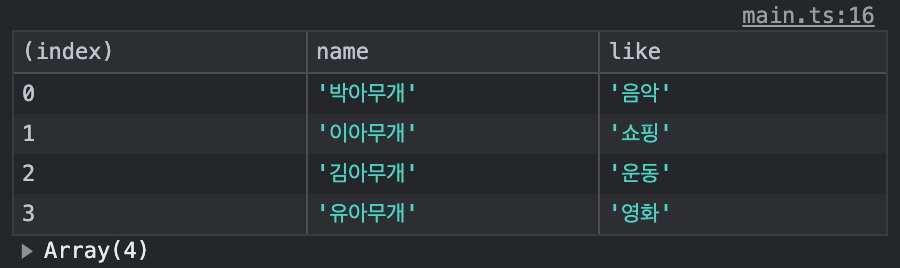 main.ts:16
(index) name like
0 '박아무개' '음악'
1 '이아무개' '쇼핑'
2 '김아무개' '운동'
3 '유아무개' '영화'
▶ Array(4)